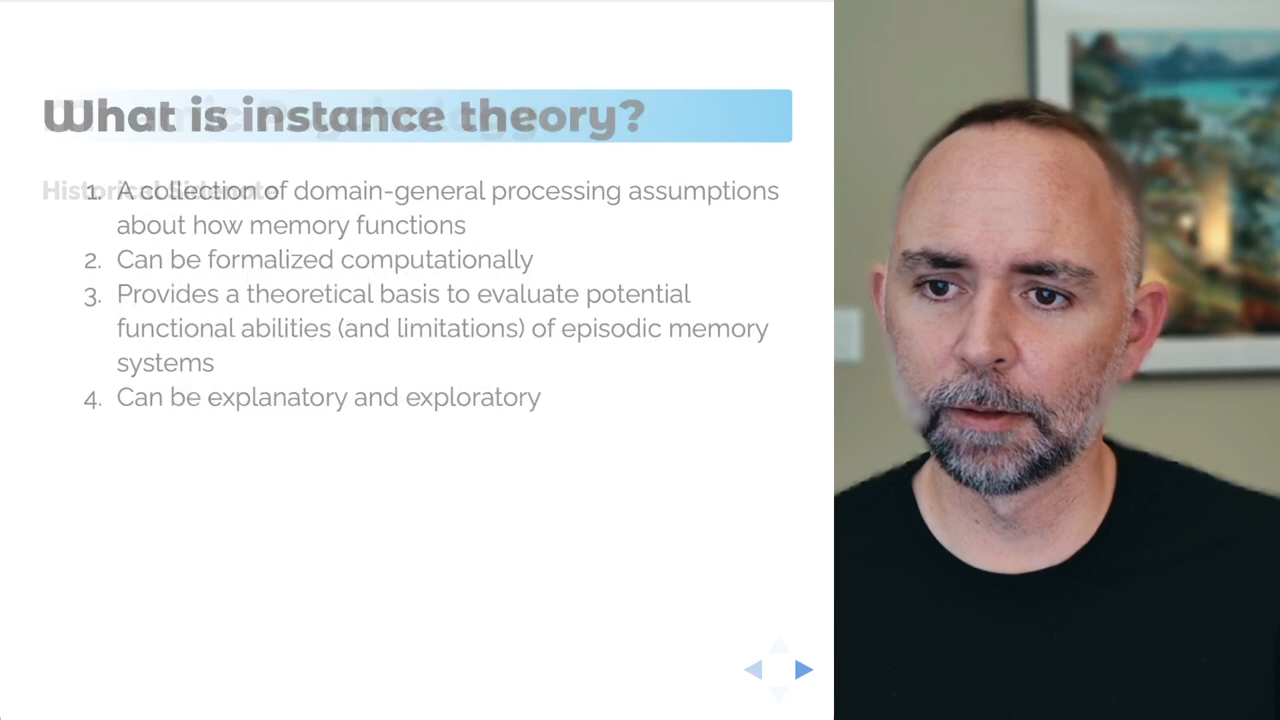 What is instance theory?
1. A collection of domain-general processing assumptions
about how memory functions
2. Can be formalized computationally
3. Provides a theoretical basis to evaluate potential
functional abilities (and limitations) of episodic memory
systems
4. Can be explanatory and exploratory